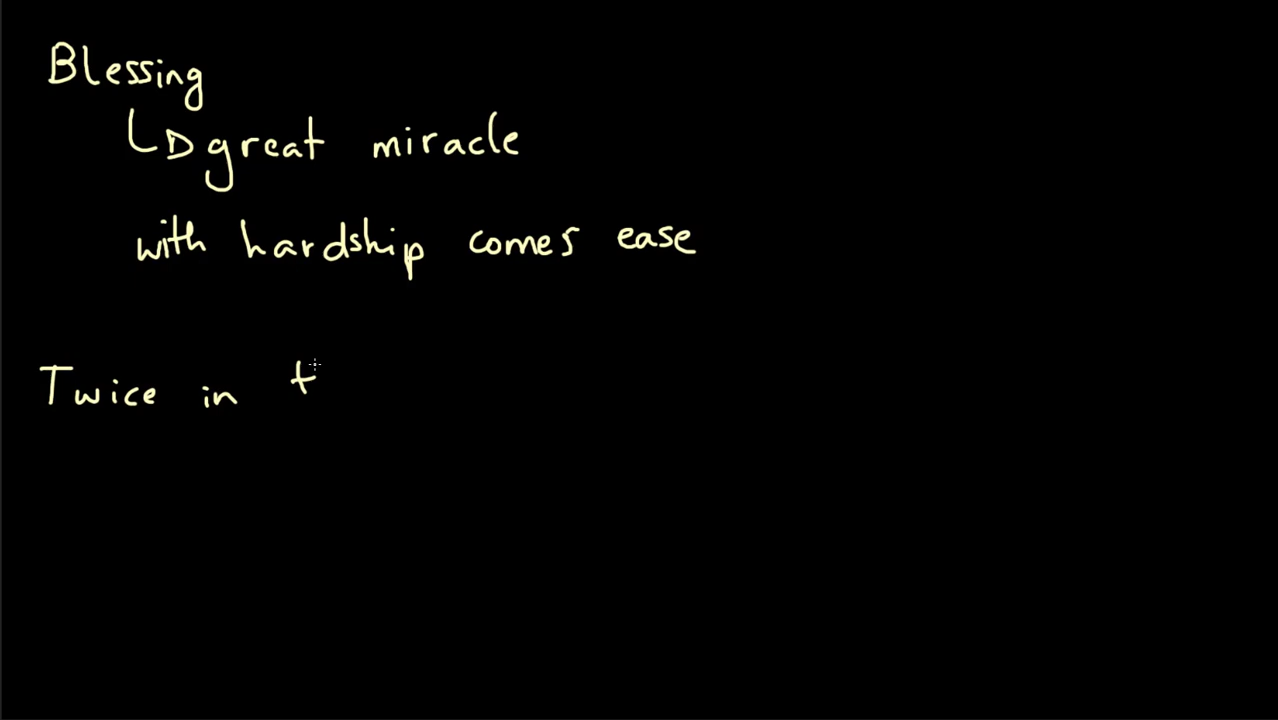 Blessing
↳ great miracle
with hardship comes ease
Twice in t